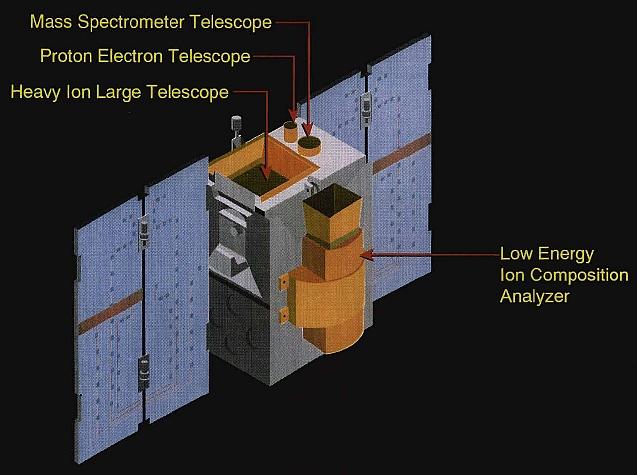 Mass Spectrometer Telescope
Proton Electron Telescope
Heavy Ion Large Telescope
Low Energy
Ion Composition
Analyzer